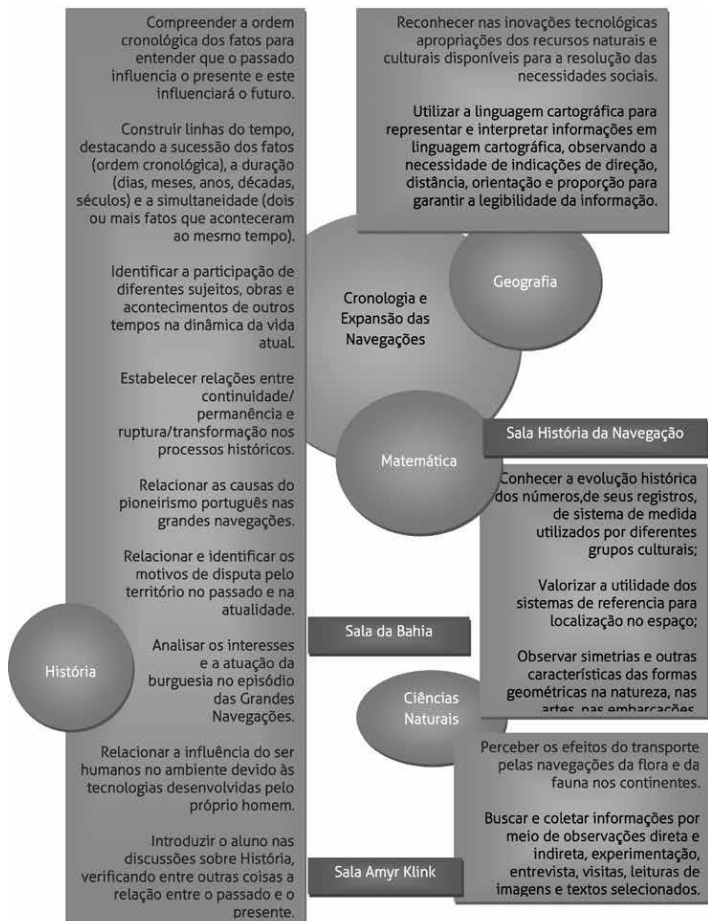 Compreender a ordem
cronológica dos fatos para
entender que o passado
influencia o presente e este
influenciará o futuro.
Construir linhas do tempo,
destacando a sucessão dos fatos
(ordem cronológica), a duração
(dias, meses, anos, décadas,
séculos) e a simultaneidade (dois
ou mais fatos que aconteceram
ao mesmo tempo).
Identificar a participação de
diferentes sujeitos, obras e
acontecimentos de outros
tempos na dinâmica da vida
atual.
Estabelecer relações entre
continuidade/
permanência e
ruptura/transformação nos
processos históricos.
Relacionar as causas do
pioneirismo português nas
grandes navegações.
Relacionar e identificar os
motivos de disputa pelo
território no passado e na
atualidade.
Analisar os interesses
e a atuação da
burguesia no episódio
das Grandes
Navegações.
Relacionar a influência do ser
humanos no ambiente devido às
tecnologias desenvolvidas pelo
próprio homem.
Introduzir o aluno nas
discussões sobre História,
verificando entre outras coisas a
relação entre o passado e o
presente.
História
Reconhecer nas inovações tecnológicas
apropriações dos recursos naturais e
culturais disponíveis para a resolução das
necessidades sociais.
Utilizar a linguagem cartográfica para
representar e interpretar informações em
linguagem cartográfica, observando a
necessidade de indicações de direção,
distância, orientação e proporção para
garantir a legibilidade da informação.
Geografia
Cronologia e
Expansão das
Navegações
Matemática
Sala História da Navegação
Conhecer a evolução histórica
dos números,de seus registros,
de sistema de medida
utilizados por diferentes
grupos culturais;
Valorizar a utilidade dos
sistemas de referencia para
localização no espaço;
Observar simetrias e outras
características das formas
geométricas na natureza, nas
artes, nas embarcações.
Sala da Bahia
Ciências
Naturais
Perceber os efeitos do transporte
pelas navegações da flora e da
fauna nos continentes.
Buscar e coletar informações por
meio de observações direta e
indireta, experimentação,
entrevista, visitas, leituras de
imagens e textos selecionados.
Sala Amyr Klink